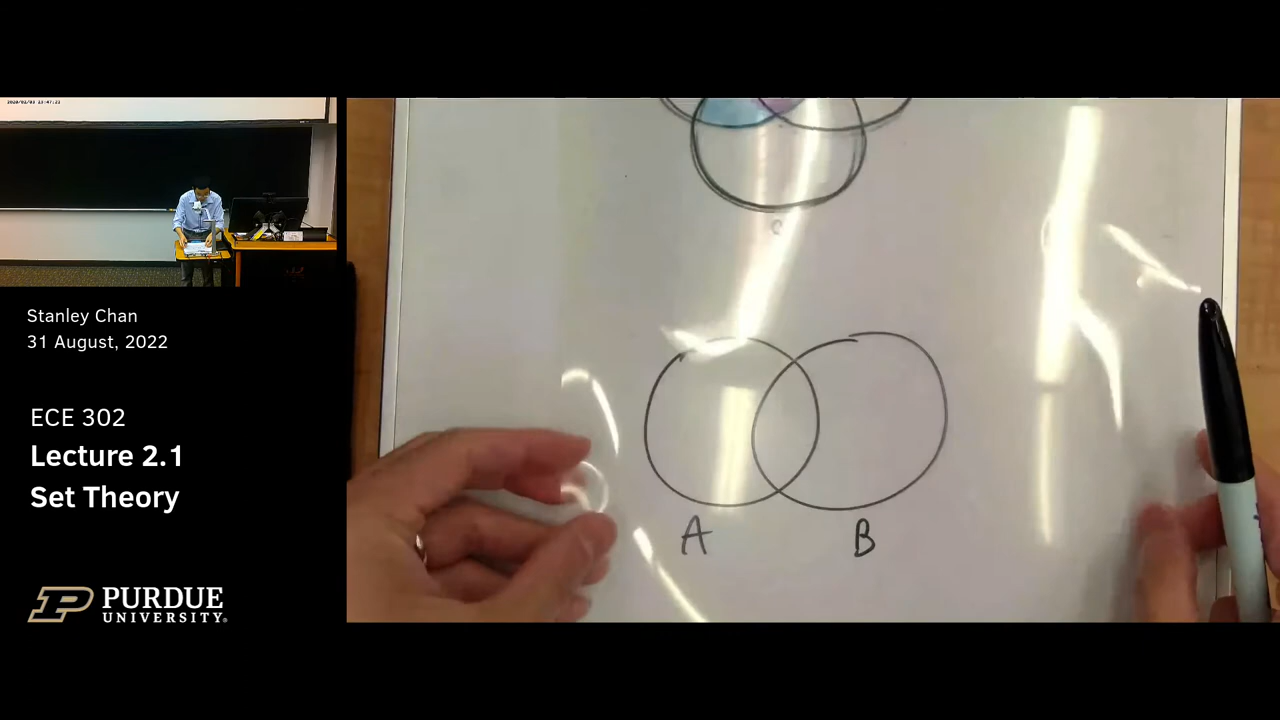 Stanley Chan
31 August, 2022
ECE 302
Lecture 2.1
Set Theory
P PURDUE
UNIVERSITY.
C
A B